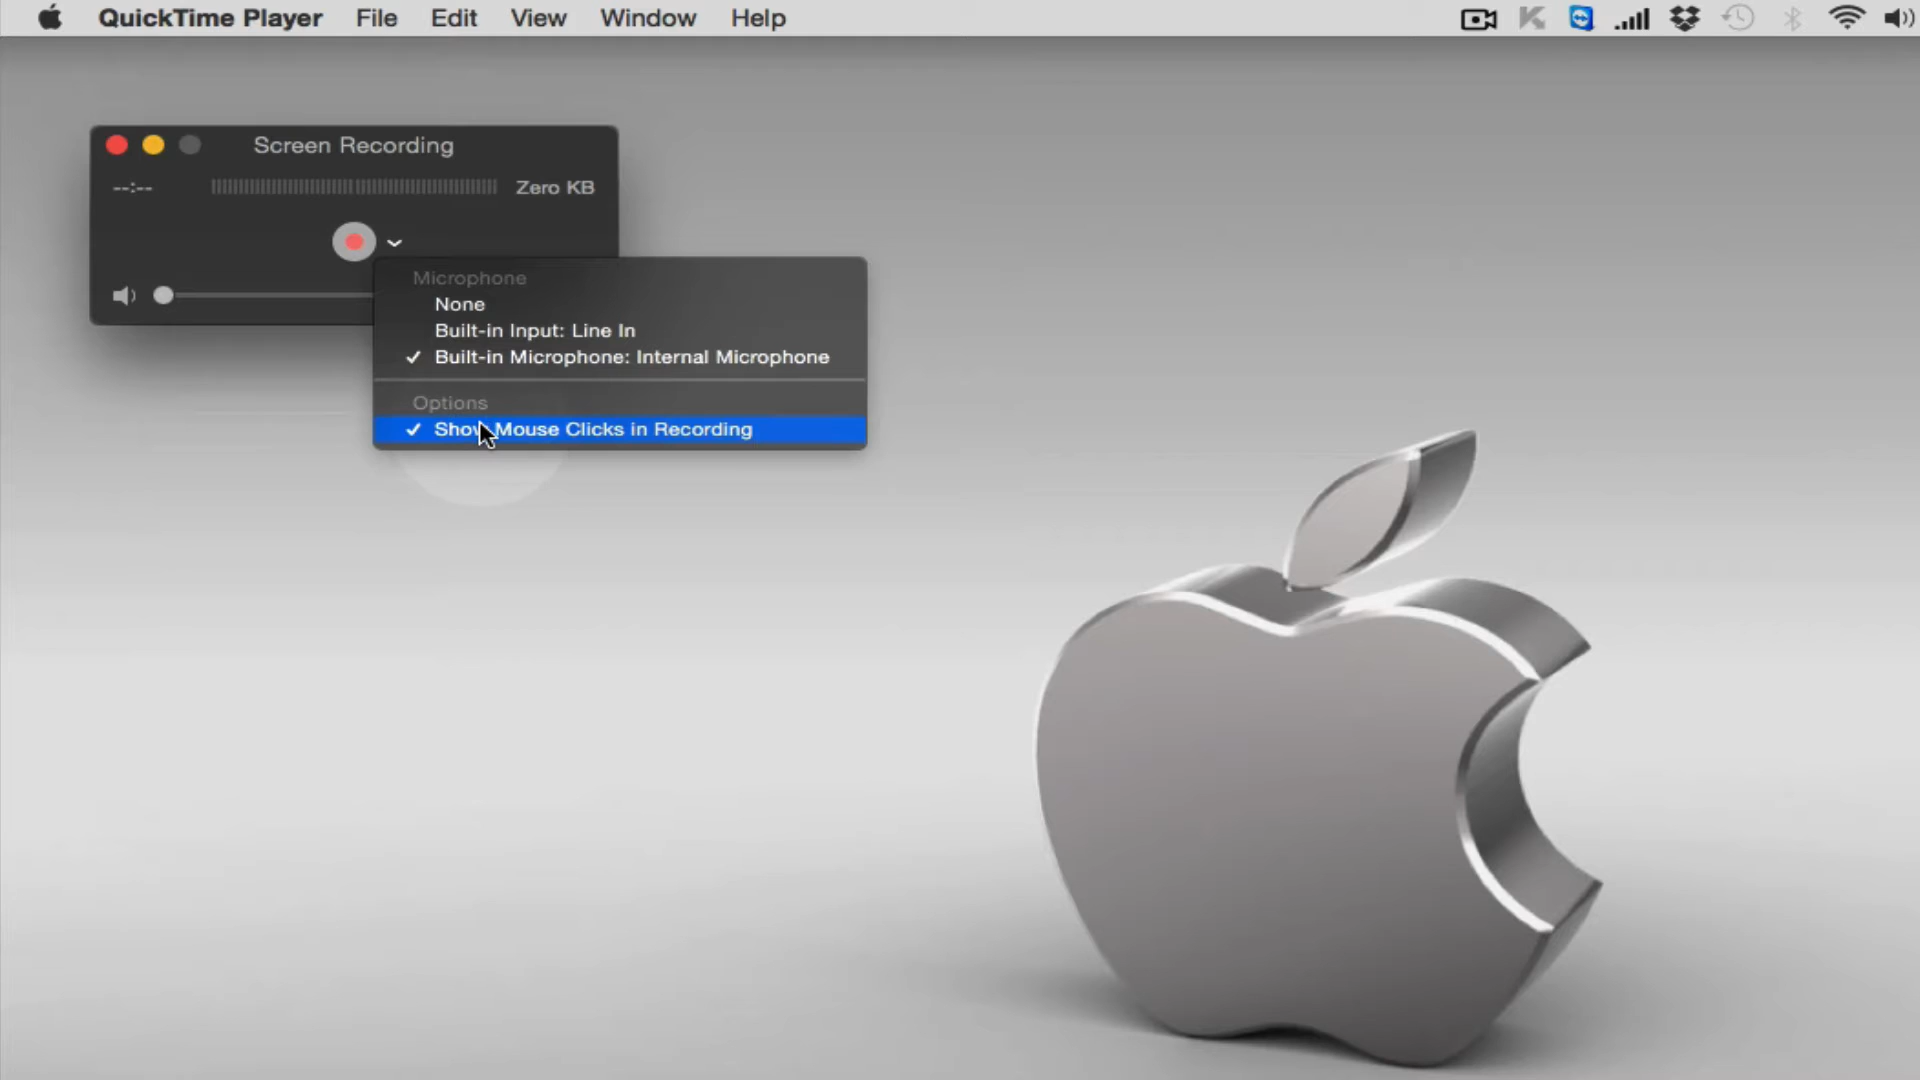 QuickTime Player File Edit View Window Help
Screen Recording
--:-- Zero KB
Microphone
None
Built-in Input: Line In
✓ Built-in Microphone: Internal Microphone
Options
✓ Show Mouse Clicks in Recording